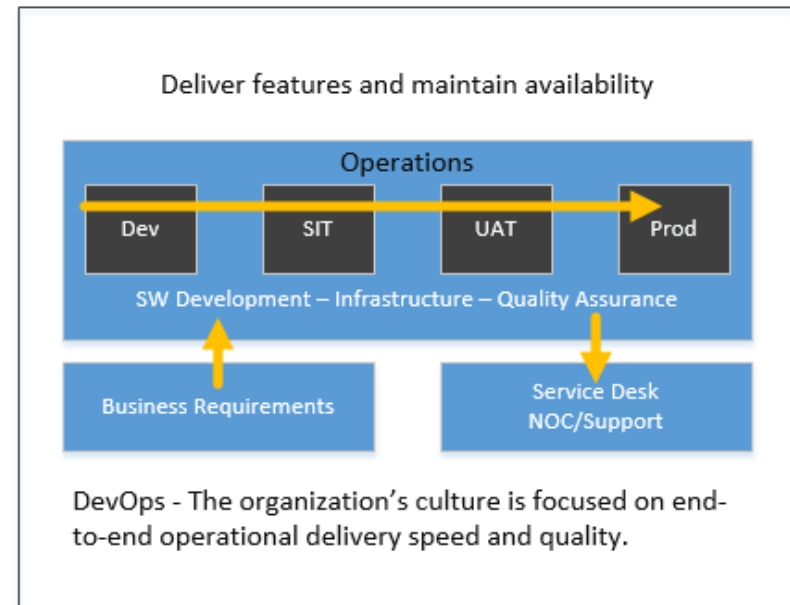 Deliver features and maintain availability
Operations
Dev
SIT
UAT
Prod
SW Development – Infrastructure – Quality Assurance
Business Requirements
Service Desk
NOC/Support
DevOps - The organization’s culture is focused on end-
to-end operational delivery speed and quality.